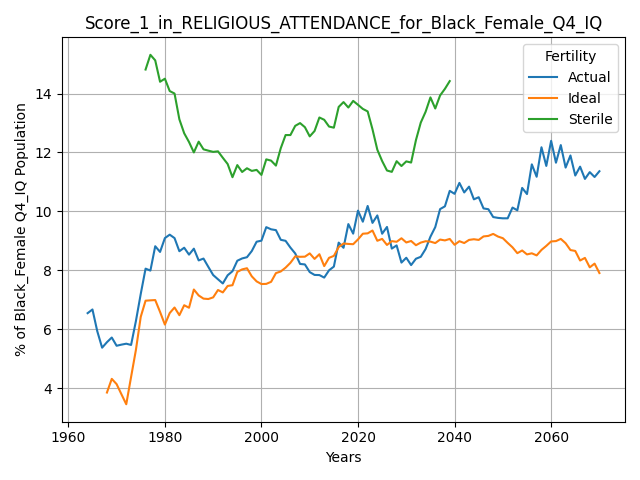 Score_1_in_RELIGIOUS_ATTENDANCE_for_Black_Female_Q4_IQ
Fertility
Actual
Ideal
Sterile
% of Black_Female Q4_IQ Population
14
12
10
8
6
4
1960
1980
2000
2020
2040
2060
Years